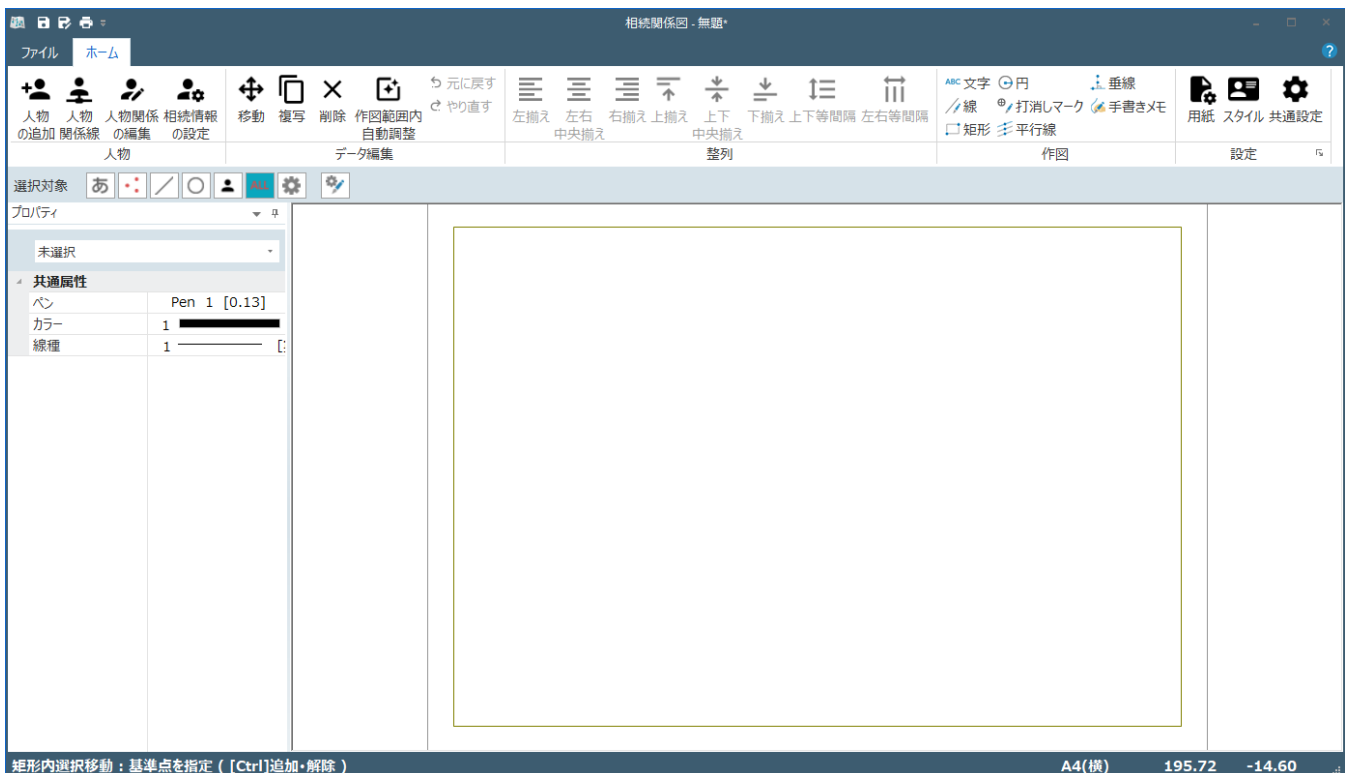 相続関係図 - 無題*
ファイル ホーム
人物の追加
人物関係線
人物関係の編集
相続情報の設定
人物
移動
複写
削除
作図範囲内自動調整
元に戻す
やり直す
データ編集
左揃え
左右中央揃え
右揃え
上揃え
上下中央揃え
下揃え
上下等間隔
左右等間隔
整列
ABC 文字 円 垂線
線 打消しマーク 手書きメモ
矩形 平行線
作図
用紙 スタイル 共通設定
設定
選択対象 あ ALL
プロパティ
未選択
共通属性
ペン Pen 1 [0.13]
カラー 1
線種 1
矩形内選択移動 : 基準点を指定 ( [Ctrl]追加・解除 ) A4(横) 195.72 -14.60